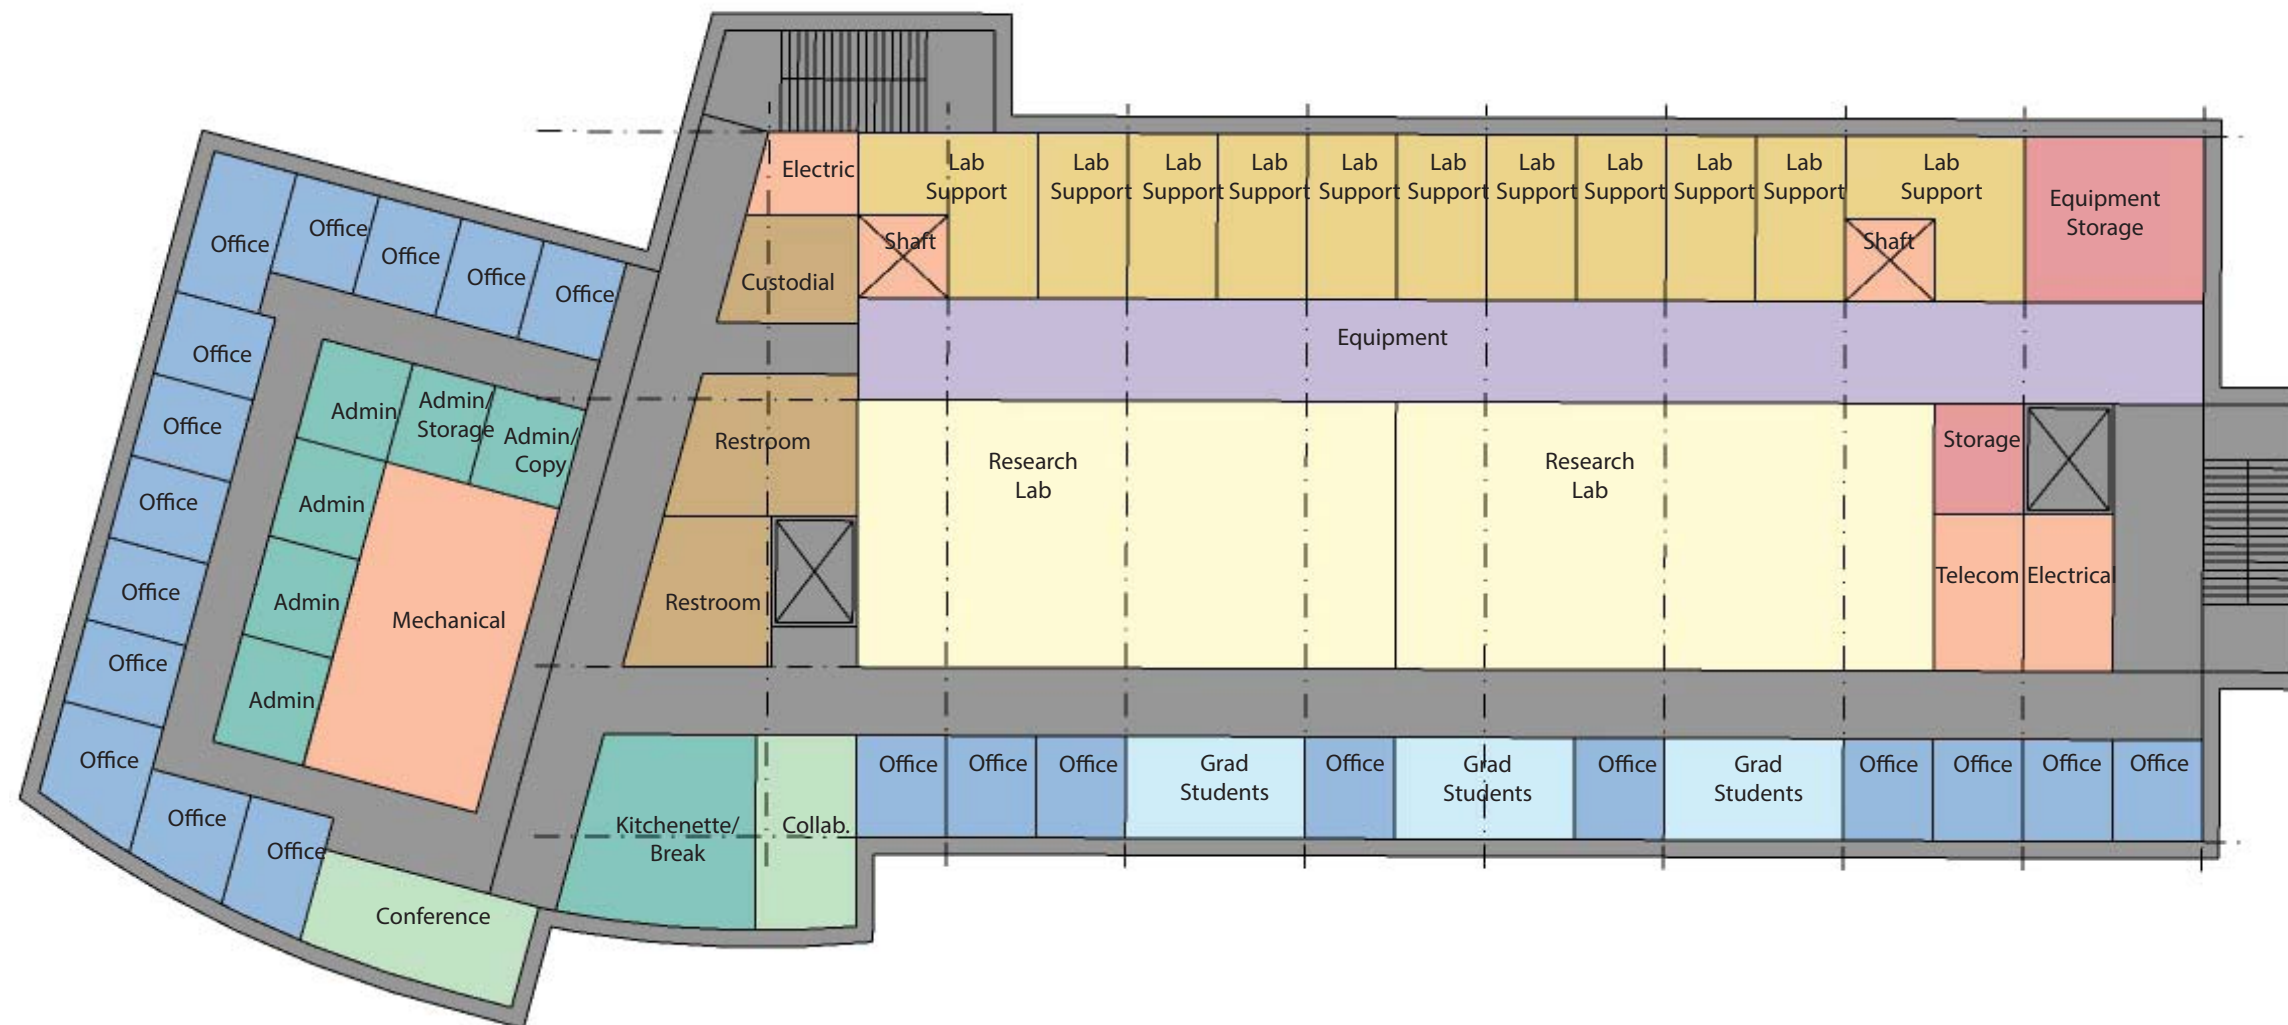 Electric
Lab
Support
Lab
Support
Lab
Support
Lab
Support
Lab
Support
Lab
Support
Lab
Support
Lab
Support
Lab
Support
Lab
Support
Lab
Support
Equipment
Storage
Office
Office
Office
Office
Office
Shaft
Shaft
Custodial
Equipment
Office
Office
Office
Office
Office
Office
Admin
Admin/
Storage
Admin/
Copy
Admin
Admin
Admin
Mechanical
Restroom
Restroom
Research
Lab
Research
Lab
Storage
Telecom
Electrical
Office
Office
Conference
Kitchenette/
Break
Collab.
Office
Office
Office
Grad
Students
Office
Grad
Students
Office
Grad
Students
Office
Office
Office
Office